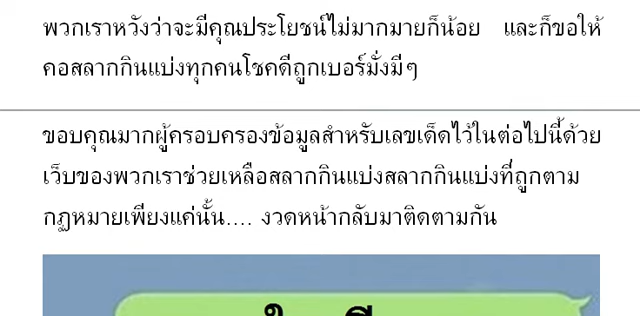 พวกเราหวังว่าจะมีคุณประโยชน์ไม่มากมายก็น้อย และก็ขอให้
คอสลากกินแบ่งทุกคนโชคดีถูกเบอร์มั่งมีๆ
ขอบคุณมากผู้ครอบครองข้อมูลสำหรับเลขเด็ดไว้ในต่อไปนี้ด้วย
เว็บของพวกเราช่วยเหลือสลากกินแบ่งสลากกินแบ่งที่ถูกตาม
กฏหมายเพียงแค่นั้น.... งวดหน้ากลับมาติดตามกัน